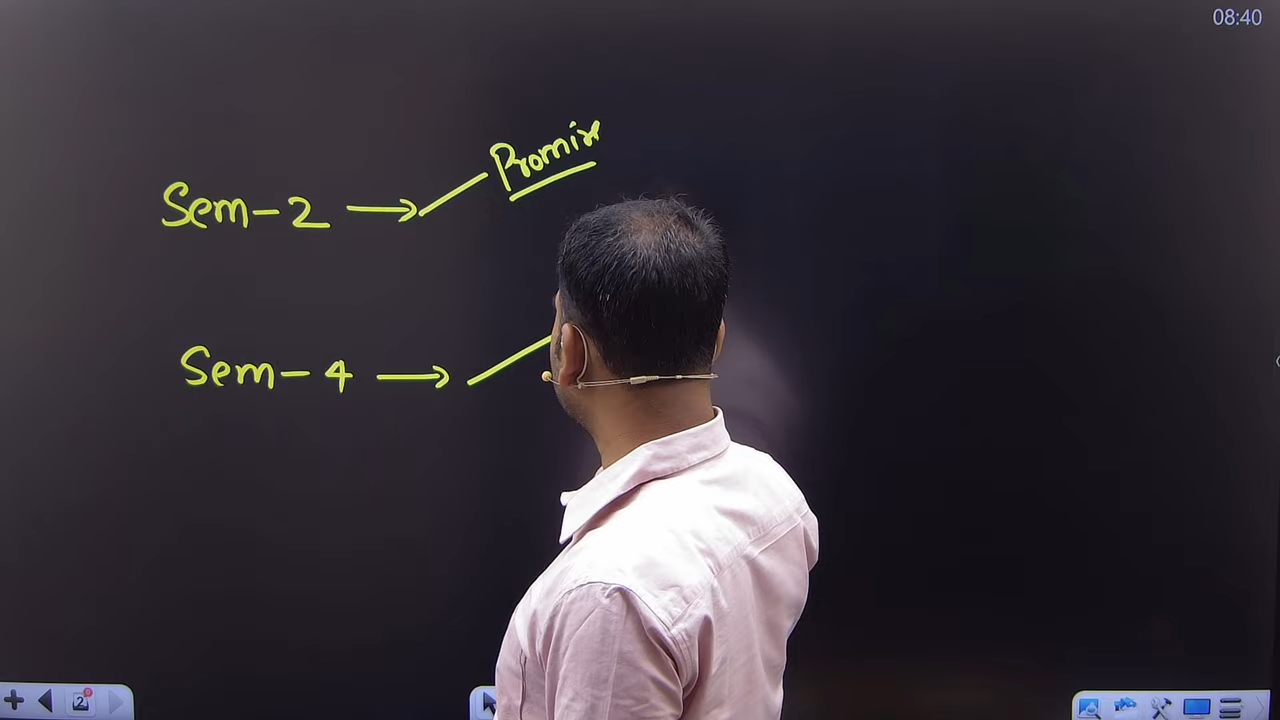 08:40
Sem-2 → Promise
Sem-4 →
2